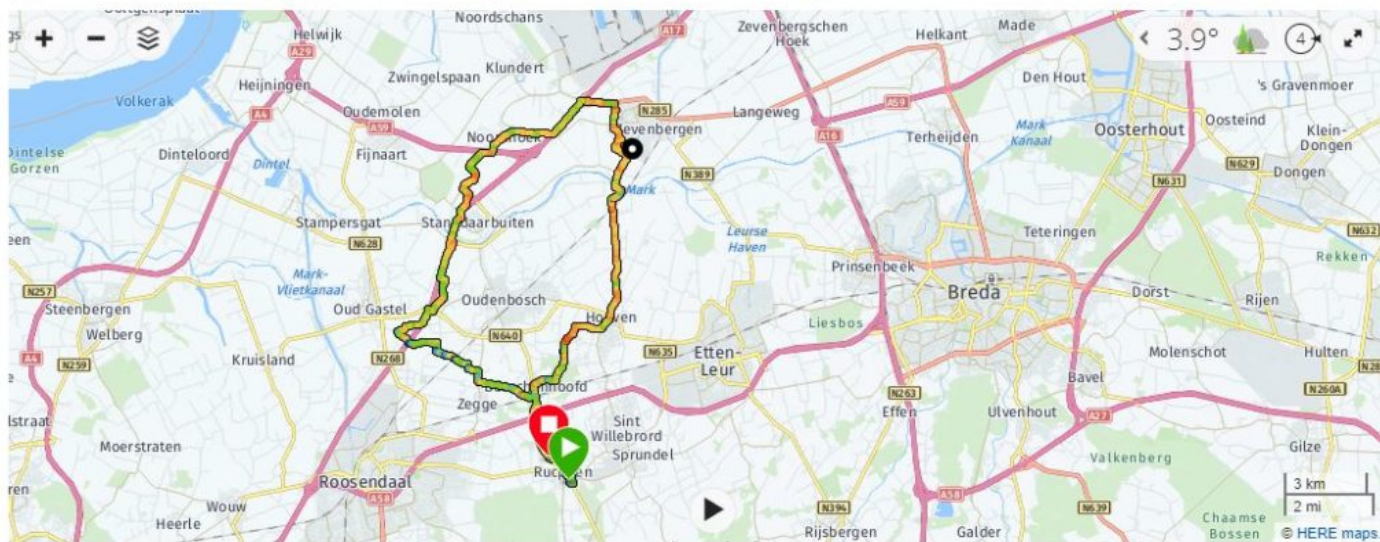 Noordschans
Zevenbergschen
Hoek
Made
Helwijk
A17
Helkant
3.9°
4
A29
Klundert
Zwingelspaan
Den Hout
's Gravenmoer
Heijningen
Volkerak
A4
Oudemolen
N285
Langeweg
A59
Oosteind
A59
Zevenbergen
A16
Terheijden
Mark
Kanaal
Oosterhout
Klein-
Dongen
Dintelse
Gorzen
Dinteloord
Dintel
Fijnaart
N629
N389
Dongen
Mark
N631
Stampersgat
Leurse
Haven
N628
Teteringen
N632
Mark-
Vlietkanaal
Rekken
N257
Prinsenbeek
Steenbergen
Oudenbosch
Breda
Dorst
Rijen
Oud Gastel
Hoeven
Welberg
Liesbos
N640
A4
Kruisland
N268
N635
Etten-
Leur
Molenschot
Hulten
N259
Bavel
N260A
Zegge
N263
Effen
Ulvenhout
A27
Moerstraten
Sint
Willebrord
Sprundel
Gilze
Valkenberg
Roosendaal
A58
A58
3 km
Wouw
2 mi
N394
N639
Heerle
Rijsbergen
Galder
Chaamse
Bossen
© HERE maps